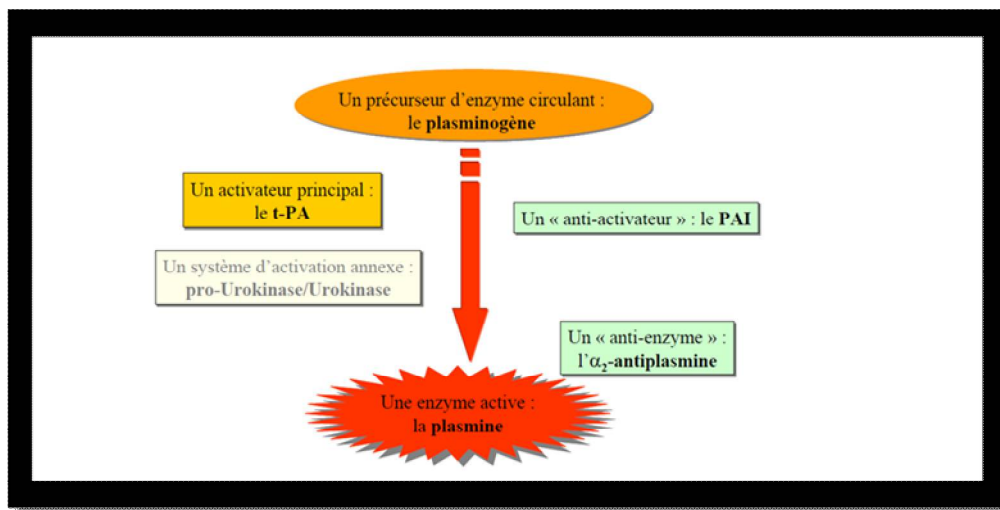 Un précurseur d'enzyme circulant :
le plasminogène
Un activateur principal :
le t-PA
Un « anti-activateur » : le PAI
Un système d'activation annexe :
pro-Urokinase/Urokinase
Un « anti-enzyme » :
l'α₂-antiplasmine
Une enzyme active :
la plasmine